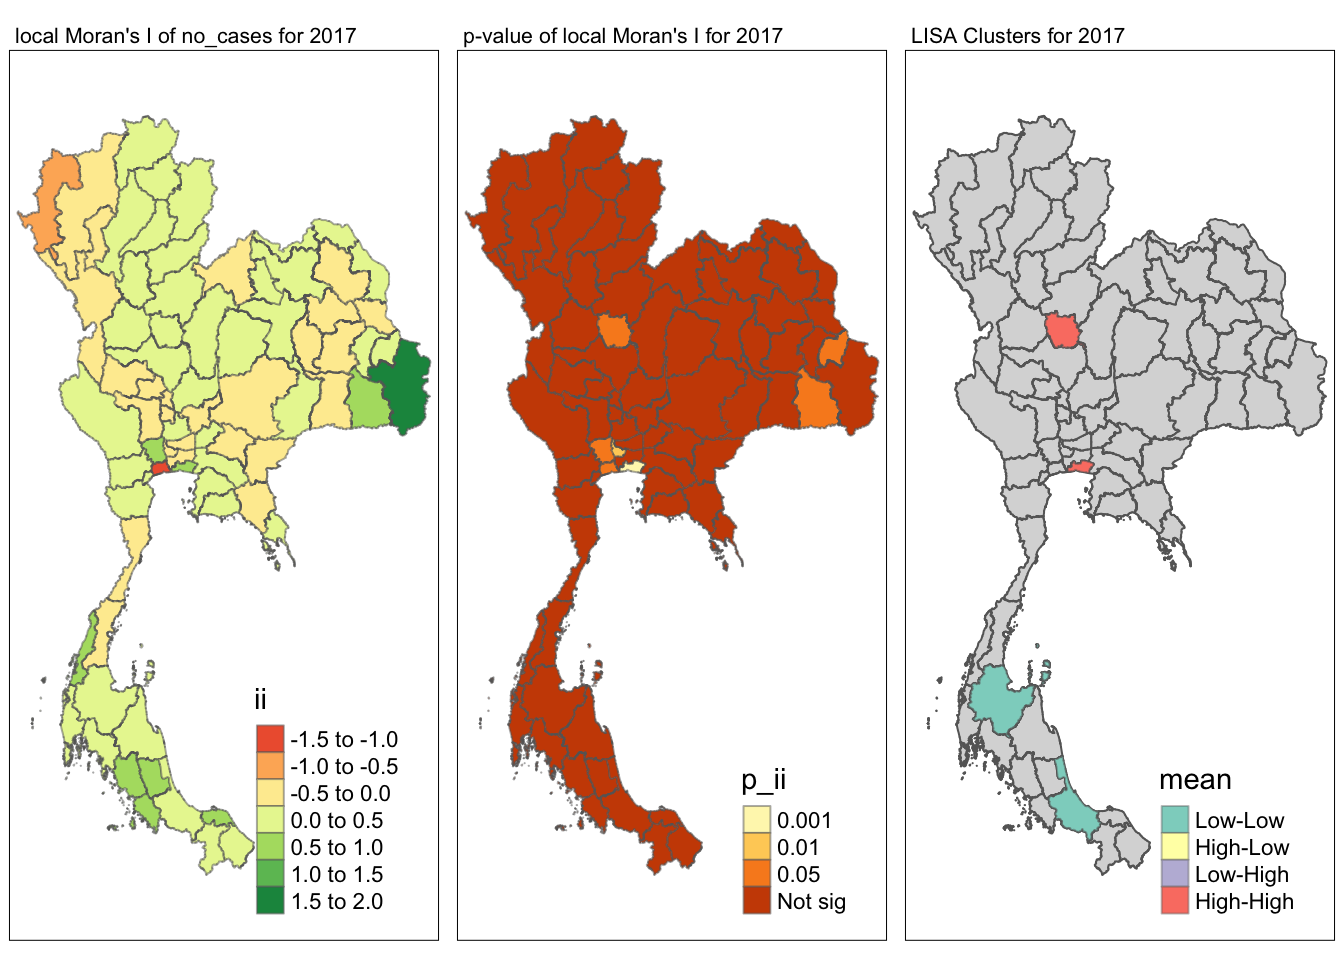 local Moran's I of no_cases for 2017
ii
-1.5 to -1.0
-1.0 to -0.5
-0.5 to 0.0
0.0 to 0.5
0.5 to 1.0
1.0 to 1.5
1.5 to 2.0
p-value of local Moran's I for 2017
p_ii
0.001
0.01
0.05
Not sig
LISA Clusters for 2017
mean
Low-Low
High-Low
Low-High
High-High